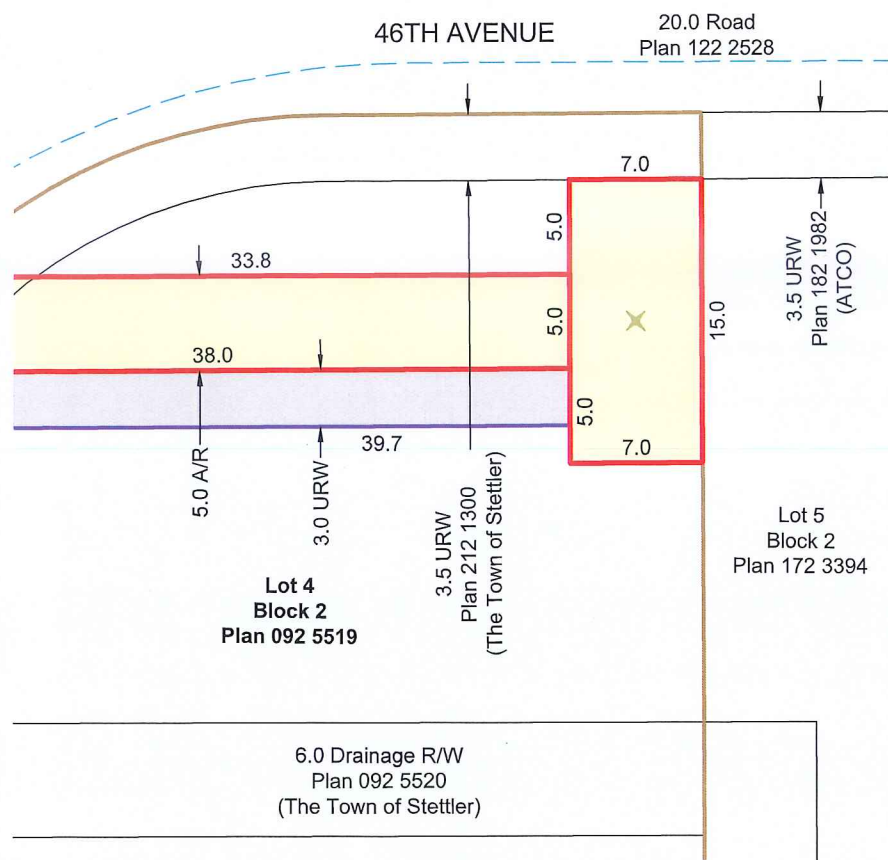 46TH AVENUE
20.0 Road
Plan 122 2528
7.0
5.0
33.8
5.0
15.0
3.5 URW
Plan 182 1982
(ATCO)
38.0
5.0
39.7
7.0
5.0 A/R
3.0 URW
3.5 URW
Plan 212 1300
(The Town of Stettler)
Lot 5
Block 2
Plan 172 3394
Lot 4
Block 2
Plan 092 5519
6.0 Drainage R/W
Plan 092 5520
(The Town of Stettler)